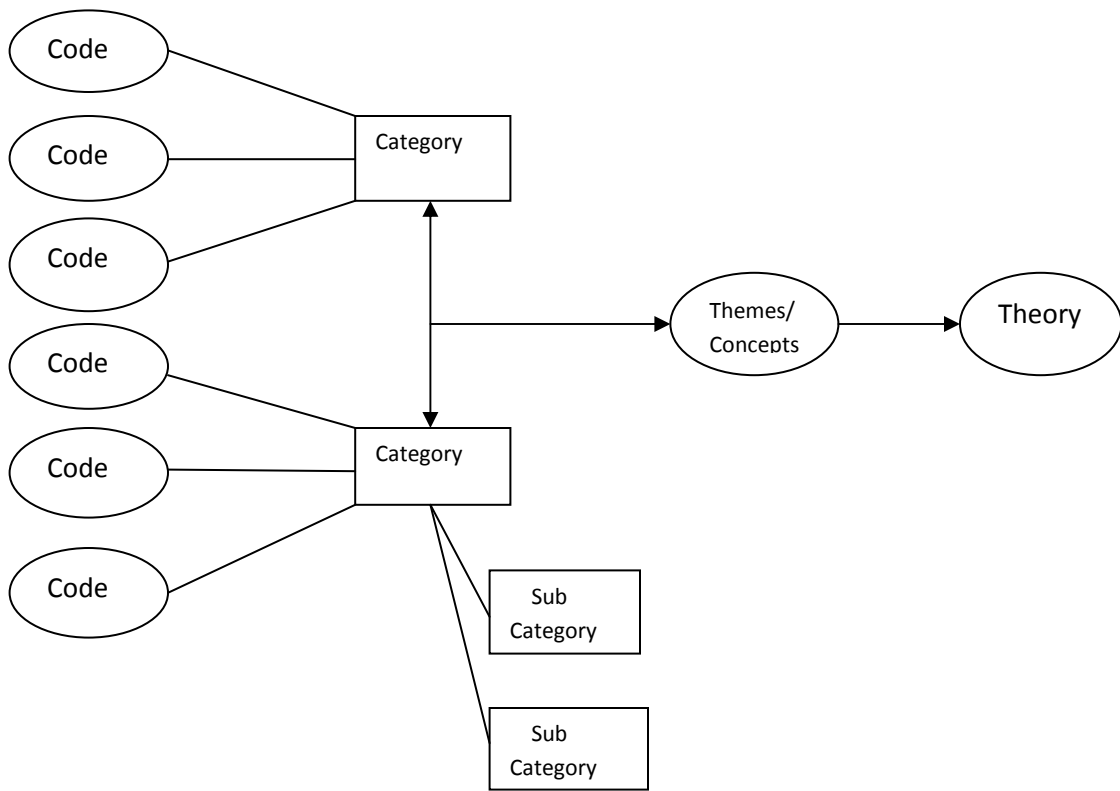 Code
Code
Code
Code
Code
Code
Category
Category
Sub
Category
Sub
Category
Themes/
Concepts
Theory